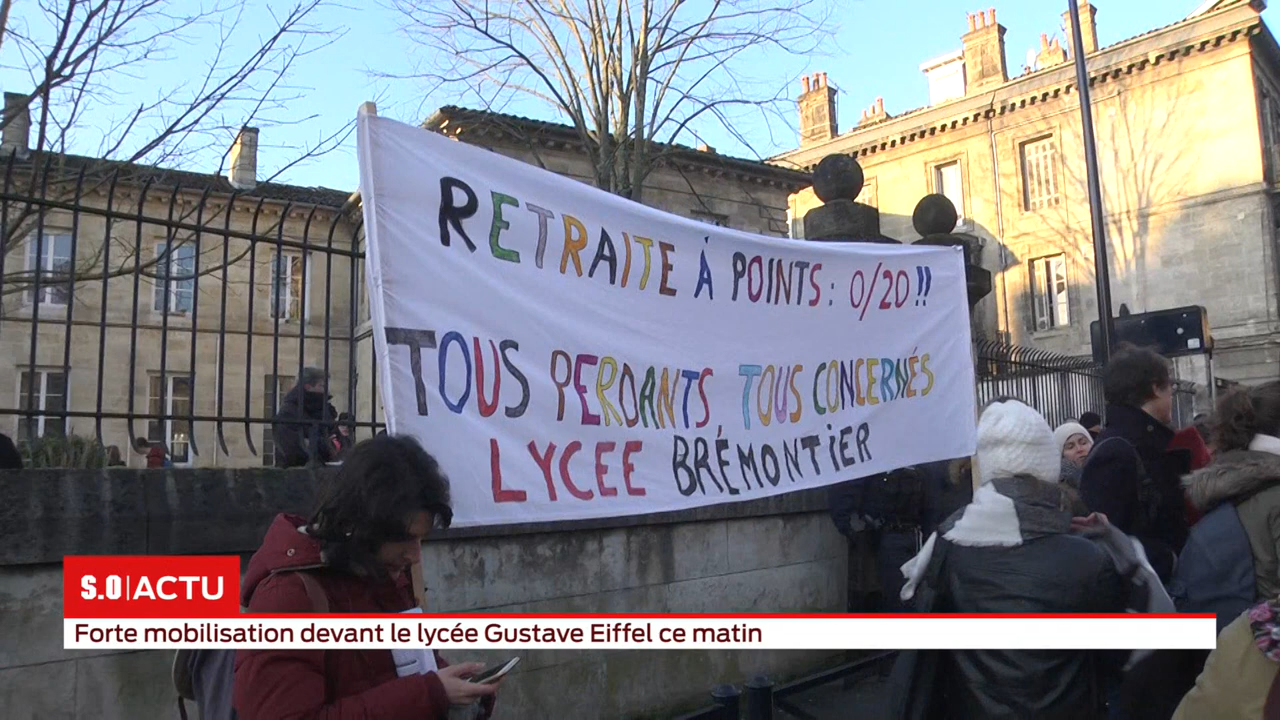 RETRAITE À POINTS : 0/20 !!
TOUS PERDANTS, TOUS CONCERNÉS
LYCEE BRÉMONTIER
S.O|ACTU
Forte mobilisation devant le lycée Gustave Eiffel ce matin